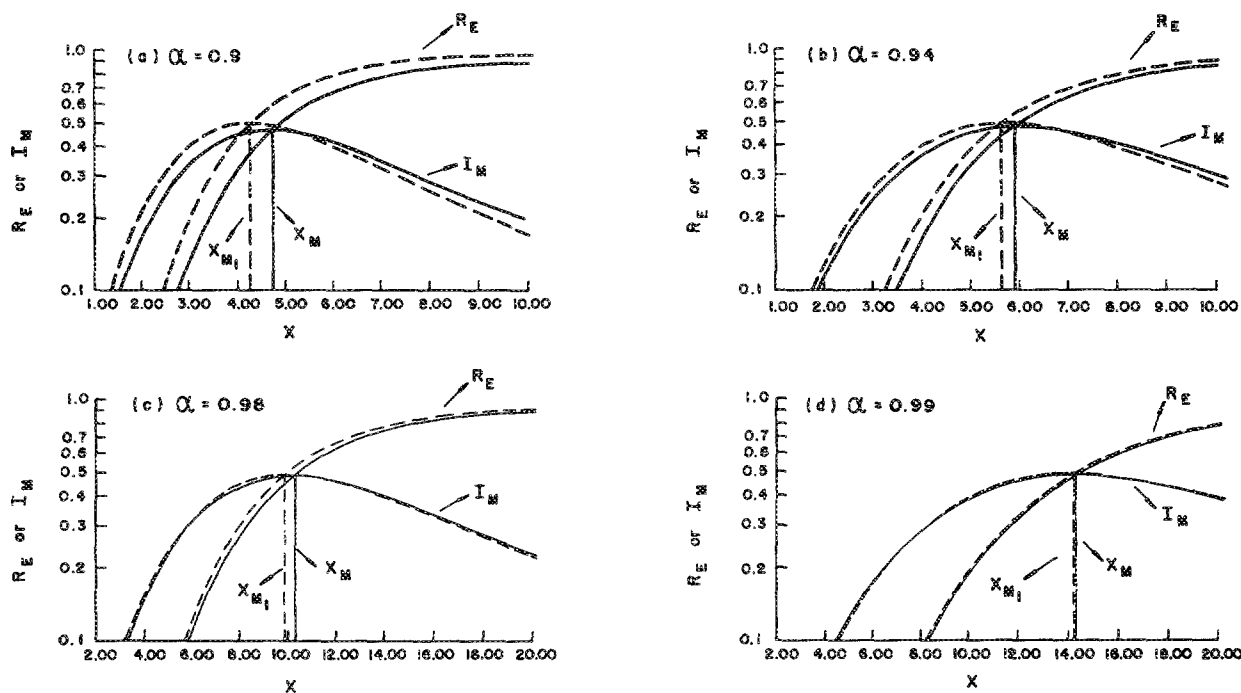 R_E
(a) α = 0.9
1.0
0.7
0.6
0.5
0.4
0.3
0.2
0.1
R_E or I_M
I_M
X_M1
X_M
1.00 2.00 3.00 4.00 5.00 6.00 7.00 8.00 9.00 10.00
X
R_E
(b) α = 0.94
1.0
0.7
0.6
0.5
0.4
0.3
0.2
0.1
R_E or I_M
I_M
X_M1
X_M
1.00 2.00 3.00 4.00 5.00 6.00 7.00 8.00 9.00 10.00
X
R_E
(c) α = 0.98
1.0
0.7
0.5
0.3
0.2
0.1
R_E or I_M
I_M
X_M1
X_M
2.00 4.00 6.00 8.00 10.00 12.00 14.00 16.00 18.00 20.00
X
R_E
(d) α = 0.99
1.0
0.7
0.5
0.3
0.2
0.1
R_E or I_M
I_M
X_M1
X_M
2.00 4.00 6.00 8.00 10.00 12.00 14.00 16.00 18.00 20.00
X